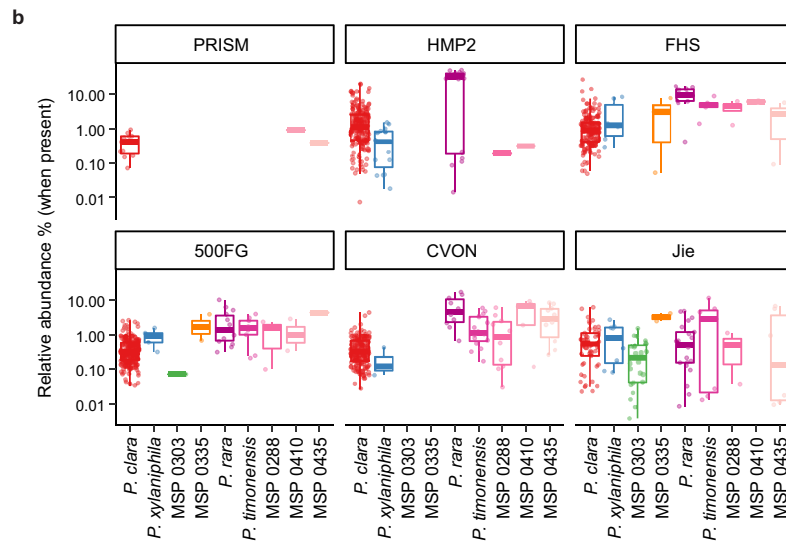 b
PRISM HMP2 FHS
10.00
1.00
0.10
0.01
500FG CVON Jie
10.00
1.00
0.10
0.01
Relative abundance % (when present)
P. clara P. xylaniphila MSP 0303 MSP 0335 P. rara P. timonensis MSP 0288 MSP 0410 MSP 0435
P. clara P. xylaniphila MSP 0303 MSP 0335 P. rara P. timonensis MSP 0288 MSP 0410 MSP 0435
P. clara P. xylaniphila MSP 0303 MSP 0335 P. rara P. timonensis MSP 0288 MSP 0410 MSP 0435